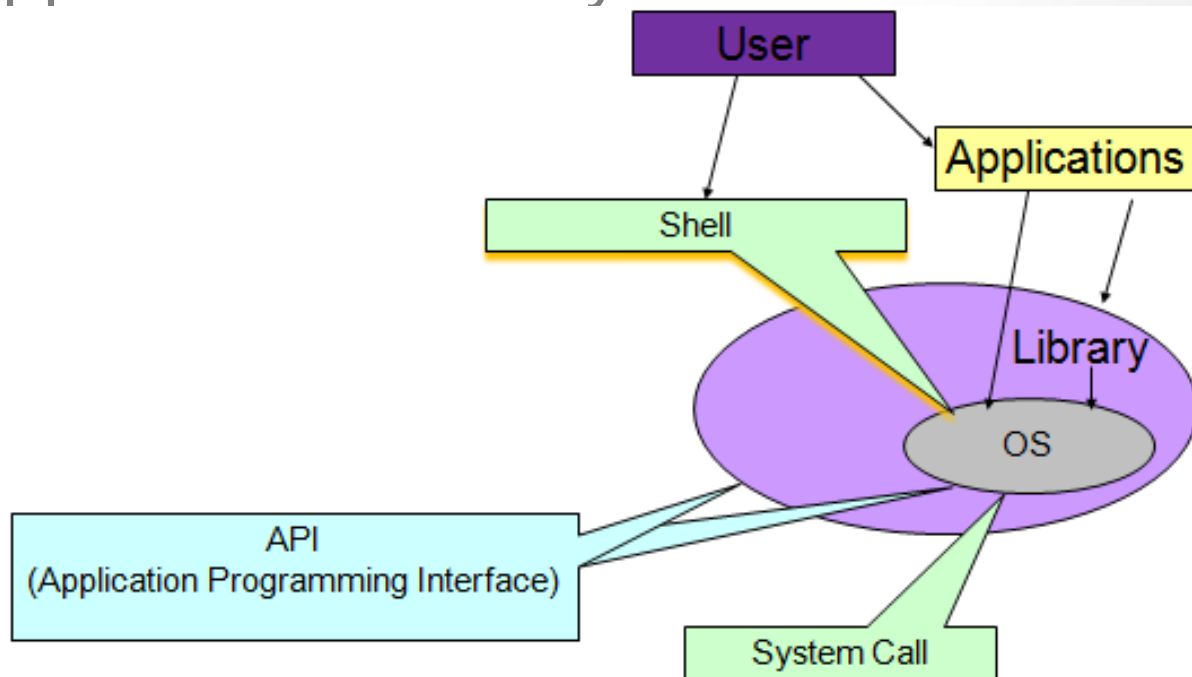 User
Applications
Shell
Library
OS
API
(Application Programming Interface)
System Call